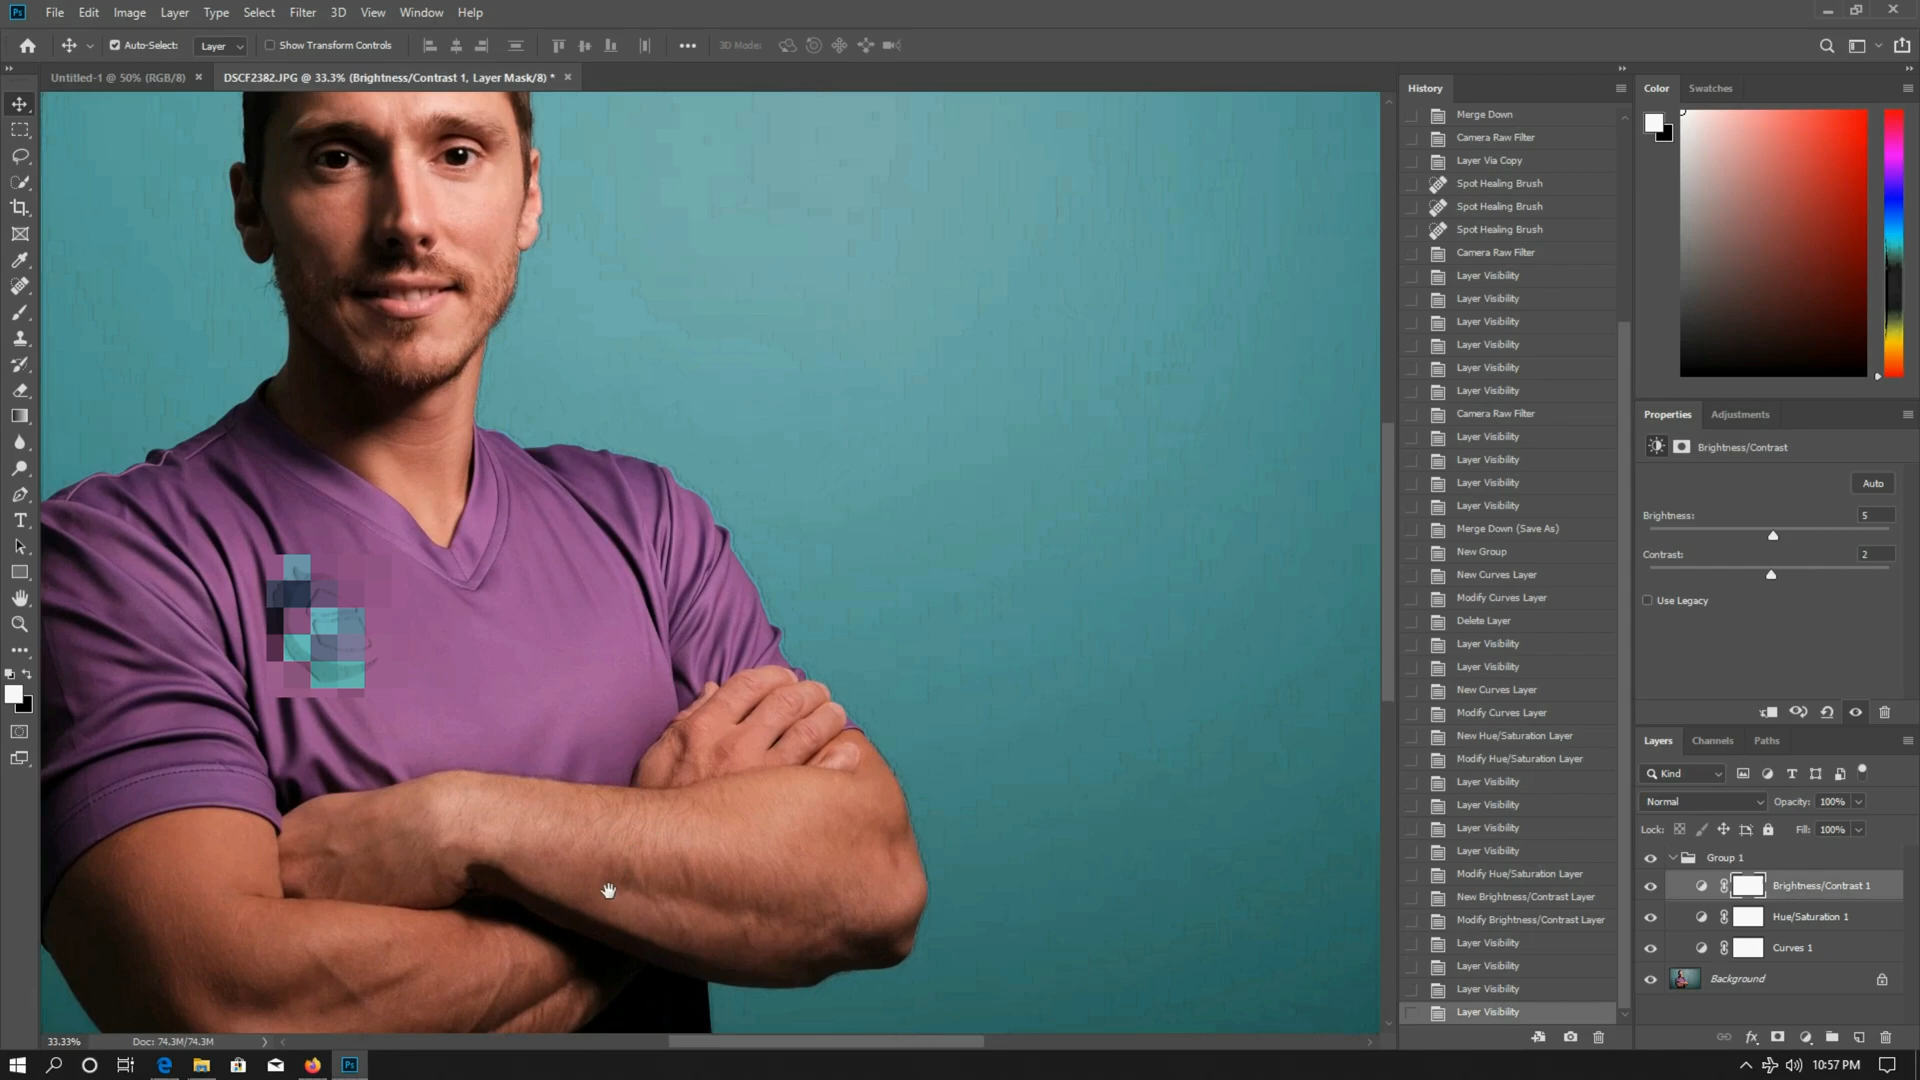 Ps File Edit Image Layer Type Select Filter 3D View Window Help
Auto-Select: Layer Show Transform Controls 3D Mode:
Untitled-1 @ 50% (RGB/8) × DSCF2382.JPG @ 33.3% (Brightness/Contrast 1, Layer Mask/8) * ×
History
Merge Down
Camera Raw Filter
Layer Via Copy
Spot Healing Brush
Spot Healing Brush
Spot Healing Brush
Camera Raw Filter
Layer Visibility
Layer Visibility
Layer Visibility
Layer Visibility
Layer Visibility
Layer Visibility
Camera Raw Filter
Layer Visibility
Layer Visibility
Layer Visibility
Layer Visibility
Merge Down (Save As)
New Group
New Curves Layer
Modify Curves Layer
Delete Layer
Layer Visibility
Layer Visibility
New Curves Layer
Modify Curves Layer
New Hue/Saturation Layer
Modify Hue/Saturation Layer
Layer Visibility
Layer Visibility
Layer Visibility
Layer Visibility
Modify Hue/Saturation Layer
New Brightness/Contrast Layer
Modify Brightness/Contrast Layer
Layer Visibility
Layer Visibility
Layer Visibility
Layer Visibility
Color Swatches
Properties Adjustments
Brightness/Contrast
Auto
Brightness: 5
Contrast: 2
Use Legacy
Layers Channels Paths
Kind
Normal Opacity: 100%
Lock: Fill: 100%
Group 1
Brightness/Contrast 1
Hue/Saturation 1
Curves 1
Background
33.33% Doc: 74.3M/74.3M
Ps 10:57 PM